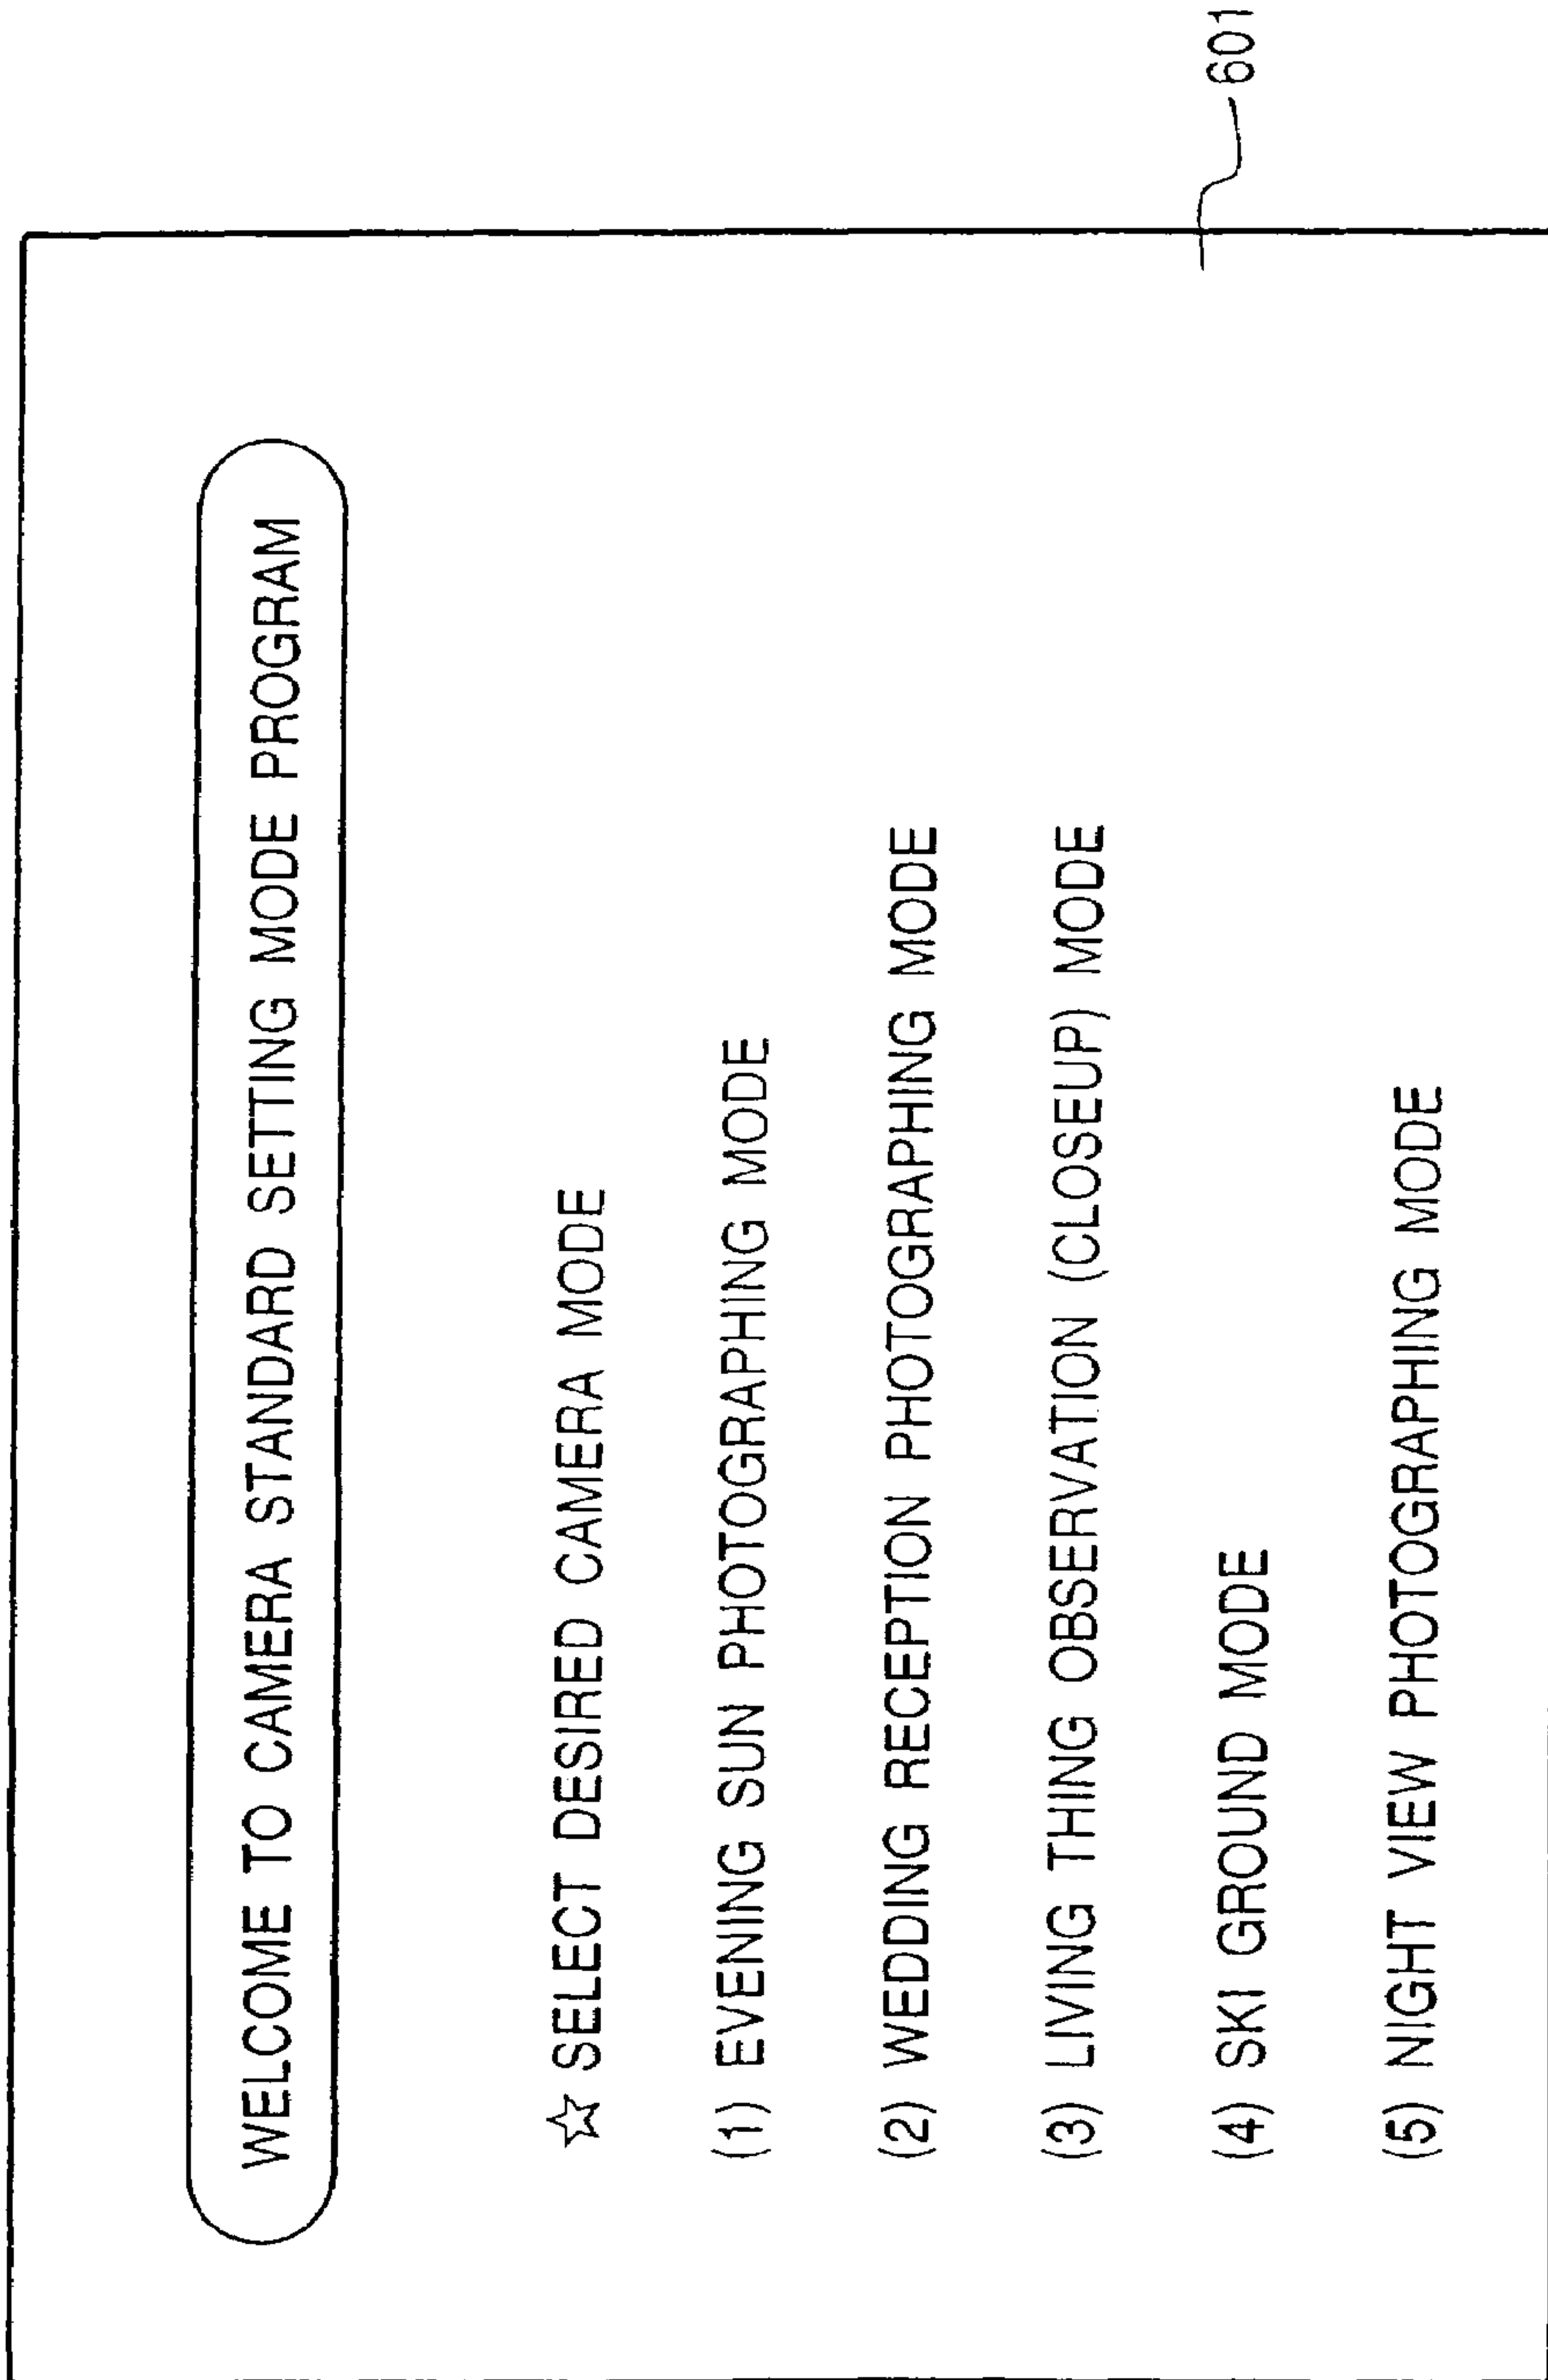 WELCOME TO CAMERA STANDARD SETTING MODE PROGRAM
☆ SELECT DESIRED CAMERA MODE
(1) EVENING SUN PHOTOGRAPHING MODE
(2) WEDDING RECEPTION PHOTOGRAPHING MODE
(3) LIVING THING OBSERVATION (CLOSEUP) MODE
(4) SKI GROUND MODE
(5) NIGHT VIEW PHOTOGRAPHING MODE
601